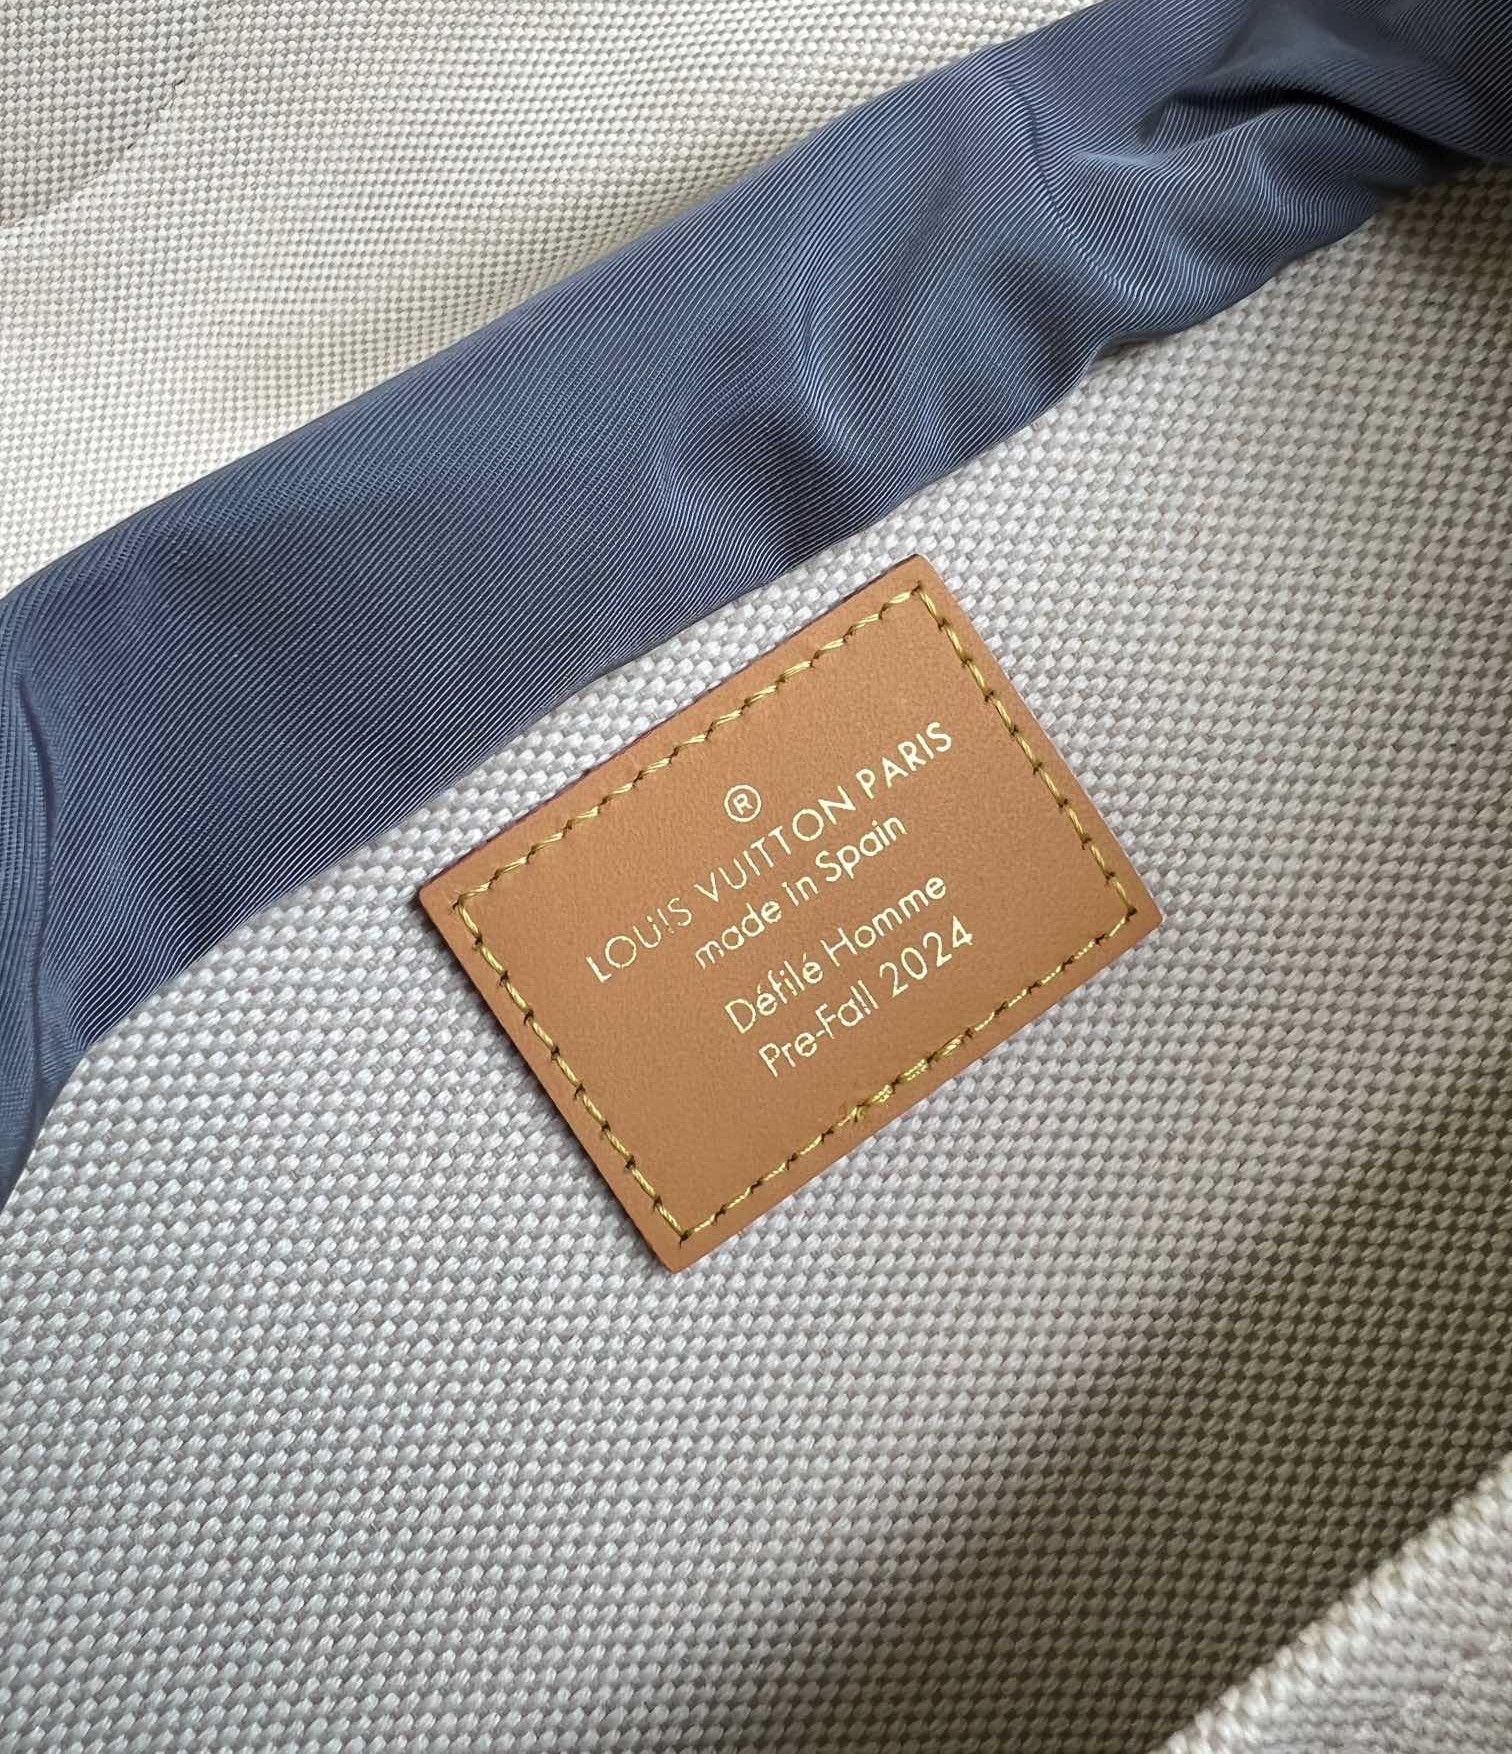 ®
LOUIS VUITTON PARIS
made in Spain
Défilé Homme
Pre-Fall 2024